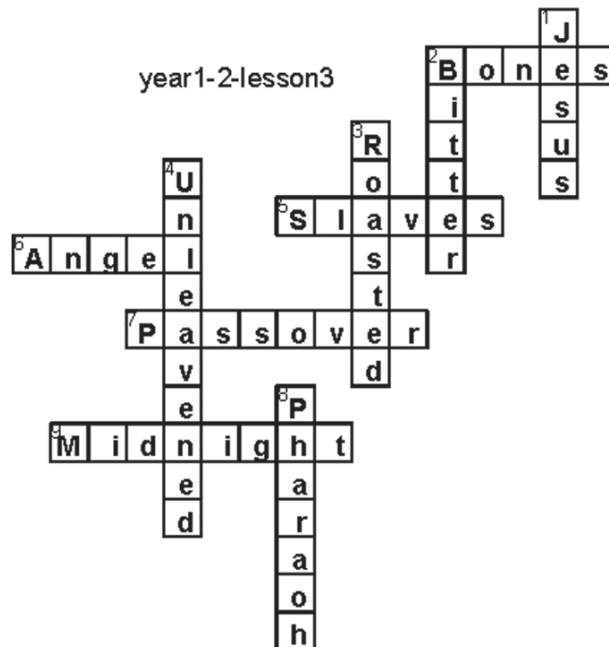 year1-2-lesson3
1 Jesus
2 Bones
2 Bitter
3 Roasted
4 Unleavened
5 Slaves
6 Angel
7 Passover
8 Pharaoh
9 Midnight